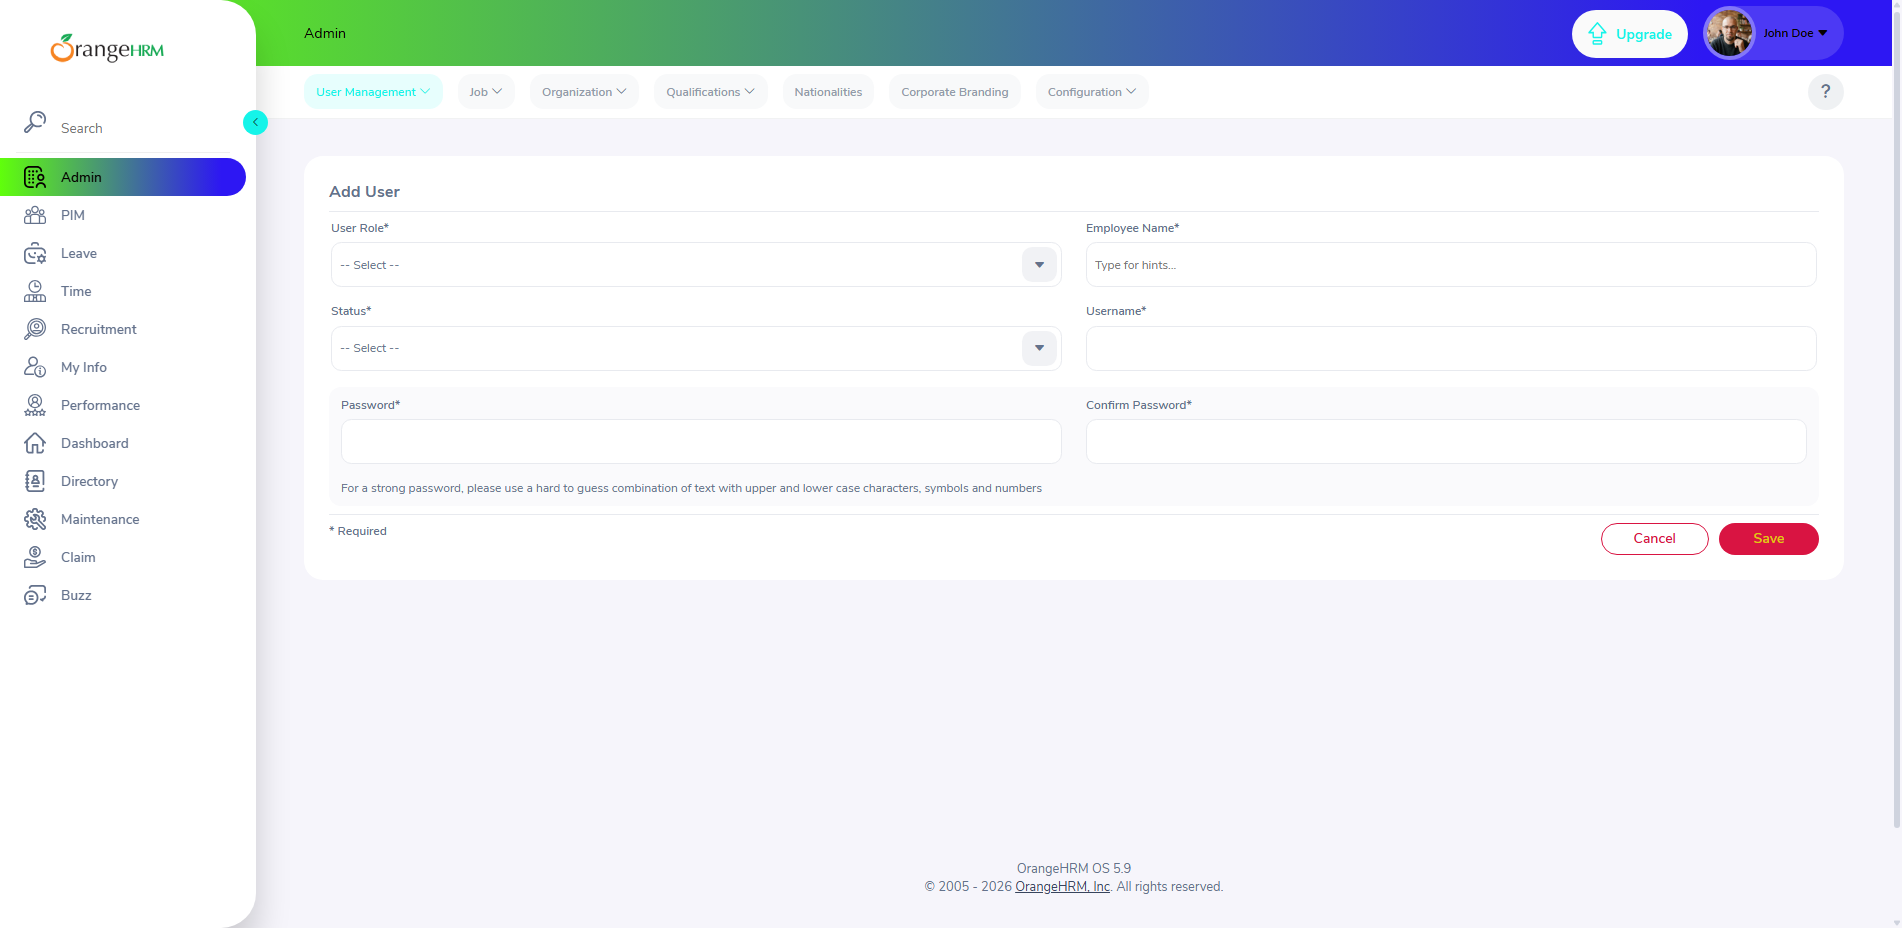 OrangeHRM
Search
Admin
PIM
Leave
Time
Recruitment
My Info
Performance
Dashboard
Directory
Maintenance
Claim
Buzz
Admin
Upgrade
John Doe
User Management
Job
Organization
Qualifications
Nationalities
Corporate Branding
Configuration
?
Add User
User Role*
Employee Name*
-- Select --
Type for hints...
Status*
Username*
-- Select --
Password*
Confirm Password*
For a strong password, please use a hard to guess combination of text with upper and lower case characters, symbols and numbers
* Required
Cancel
Save
OrangeHRM OS 5.9
© 2005 - 2026 OrangeHRM, Inc. All rights reserved.